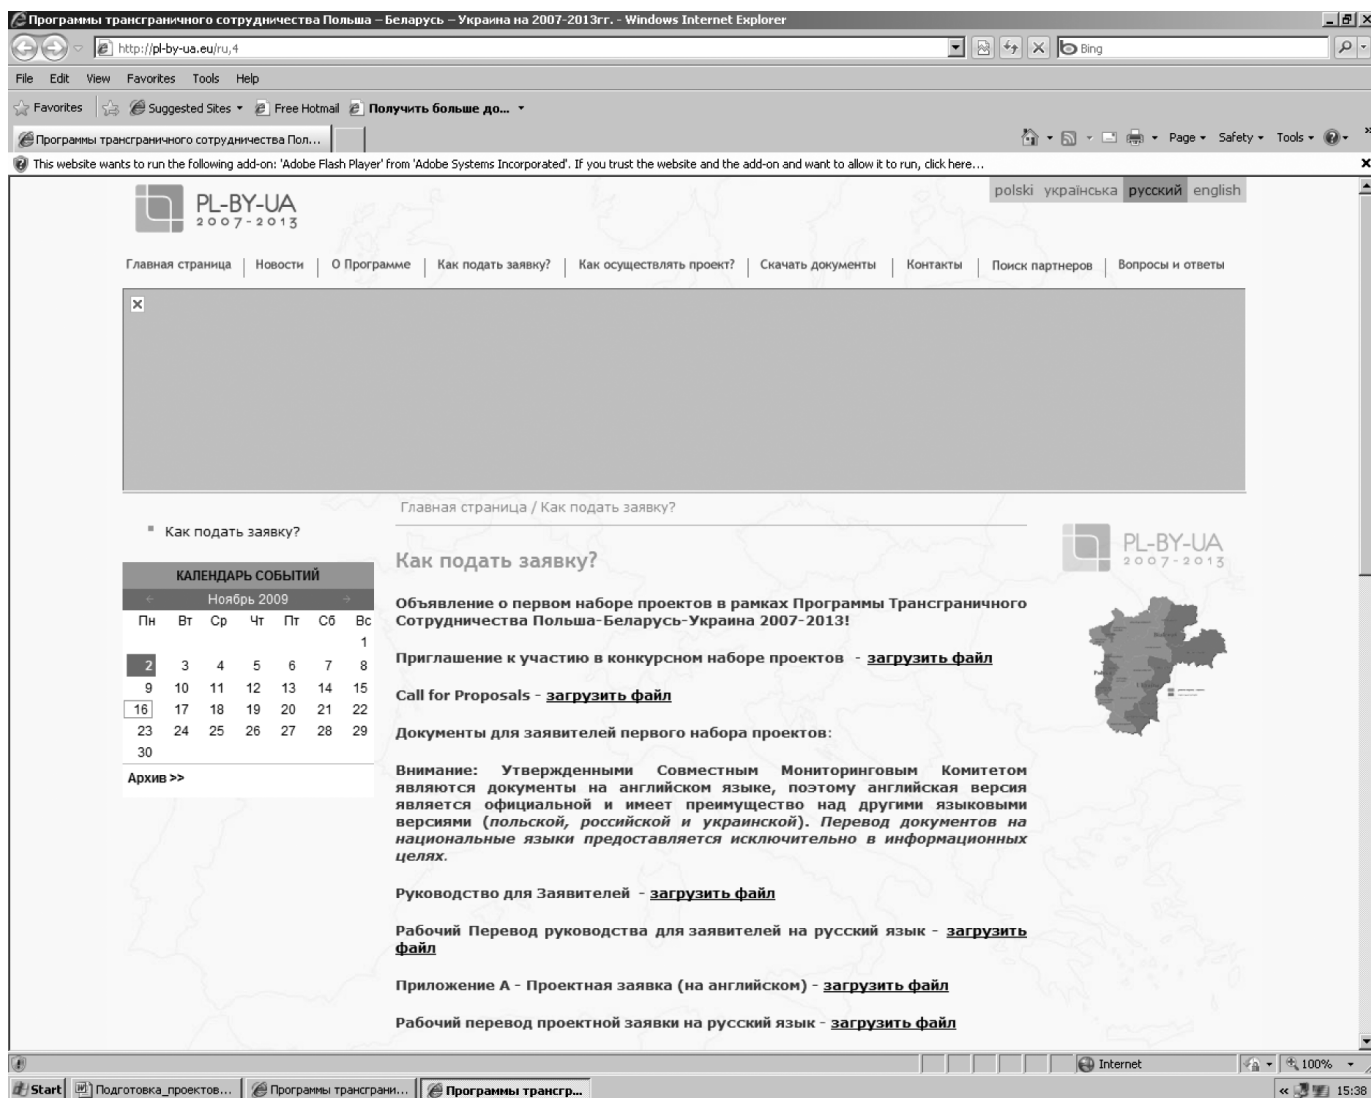 Программы трансграничного сотрудничества Польша – Беларусь – Украина на 2007-2013гг. - Windows Internet Explorer
http://pl-by-ua.eu/ru,4
Bing
File Edit View Favorites Tools Help
Favorites Suggested Sites Free Hotmail Получить больше до...
Программы трансграничного сотрудничества Пол...
Page Safety Tools
This website wants to run the following add-on: 'Adobe Flash Player' from 'Adobe Systems Incorporated'. If you trust the website and the add-on and want to allow it to run, click here...
polski українська русский english
PL-BY-UA
2007-2013
Главная страница | Новости | О Программе | Как подать заявку? | Как осуществлять проект? | Скачать документы | Контакты | Поиск партнеров | Вопросы и ответы
Главная страница / Как подать заявку?
Как подать заявку?
КАЛЕНДАРЬ СОБЫТИЙ
Ноябрь 2009
Пн Вт Ср Чт Пт Сб Вс
1
2 3 4 5 6 7 8
9 10 11 12 13 14 15
16 17 18 19 20 21 22
23 24 25 26 27 28 29
30
Архив >>
Как подать заявку?
Объявление о первом наборе проектов в рамках Программы Трансграничного
Сотрудничества Польша-Беларусь-Украина 2007-2013!
Приглашение к участию в конкурсном наборе проектов - загрузить файл
Call for Proposals - загрузить файл
Документы для заявителей первого набора проектов:
Внимание: Утвержденными Совместным Мониторинговым Комитетом
являются документы на английском языке, поэтому английская версия
является официальной и имеет преимущество над другими языковыми
версиями (польской, российской и украинской). Перевод документов на
национальные языки предоставляется исключительно в информационных
целях.
Руководство для Заявителей - загрузить файл
Рабочий Перевод руководства для заявителей на русский язык - загрузить
файл
Приложение А - Проектная заявка (на английском) - загрузить файл
Рабочий перевод проектной заявки на русский язык - загрузить файл
PL-BY-UA
2007-2013
Internet
100%
Start Подготовка_проектов... Программы трансграни... Программы трансгр...
15:38